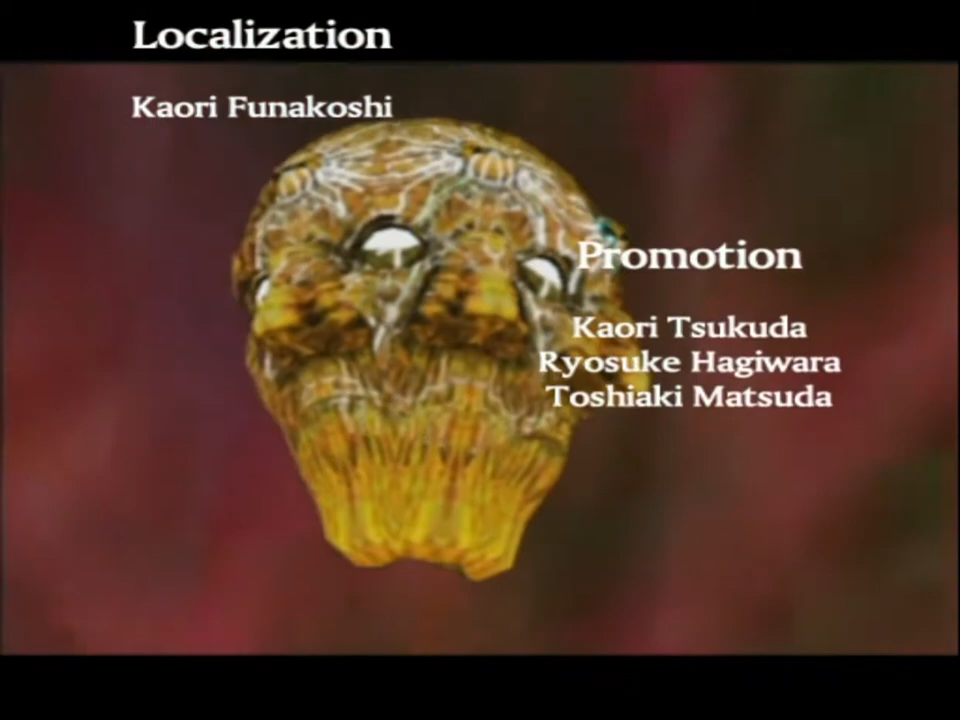 Localization
Kaori Funakoshi
Promotion
Kaori Tsukuda
Ryosuke Hagiwara
Toshiaki Matsuda